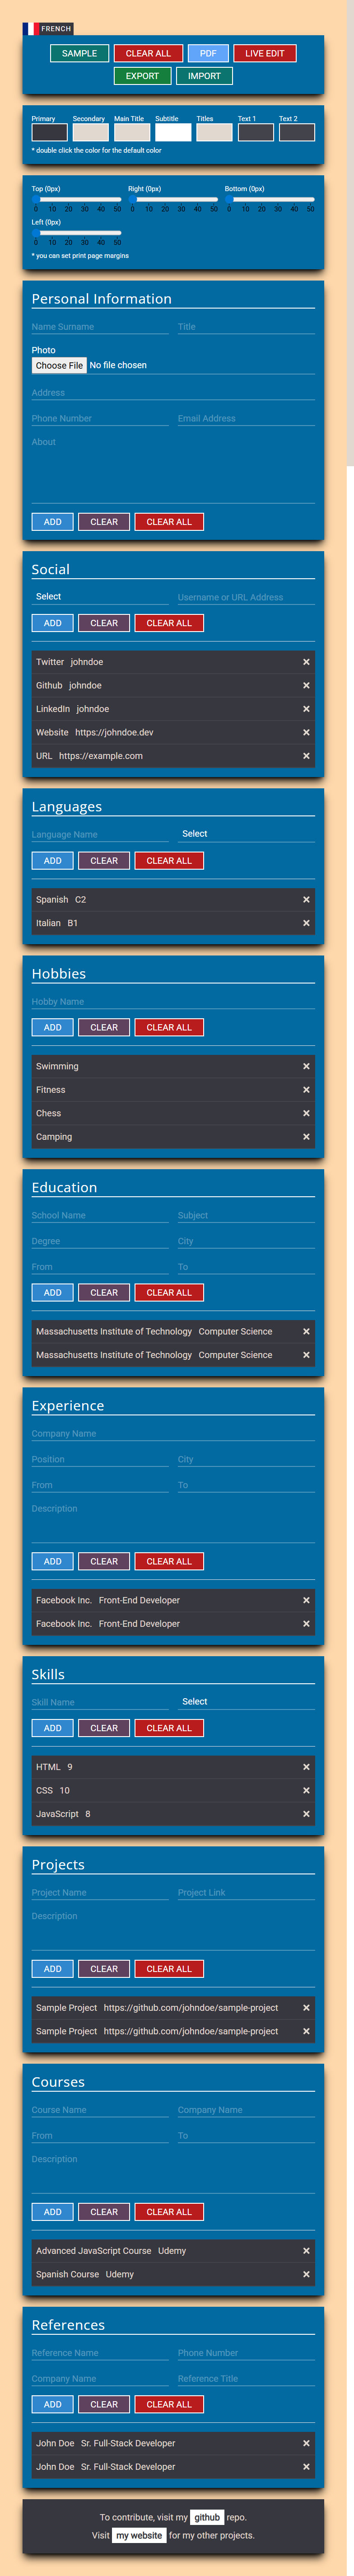 FRENCH
SAMPLE CLEAR ALL PDF LIVE EDIT
EXPORT IMPORT
Primary Secondary Main Title Subtitle Titles Text 1 Text 2
* double click the color for the default color
Top (0px) Right (0px) Bottom (0px)
0 10 20 30 40 50 0 10 20 30 40 50 0 10 20 30 40 50
Left (0px)
0 10 20 30 40 50
* you can set print page margins
Personal Information
Name Surname Title
Photo
Choose File No file chosen
Address
Phone Number Email Address
About
ADD CLEAR CLEAR ALL
Social
Select Username or URL Address
ADD CLEAR CLEAR ALL
Twitter johndoe ×
Github johndoe ×
LinkedIn johndoe ×
Website https://johndoe.dev ×
URL https://example.com ×
Languages
Language Name Select
ADD CLEAR CLEAR ALL
Spanish C2 ×
Italian B1 ×
Hobbies
Hobby Name
ADD CLEAR CLEAR ALL
Swimming ×
Fitness ×
Chess ×
Camping ×
Education
School Name Subject
Degree City
From To
ADD CLEAR CLEAR ALL
Massachusetts Institute of Technology Computer Science ×
Massachusetts Institute of Technology Computer Science ×
Experience
Company Name
Position City
From To
Description
ADD CLEAR CLEAR ALL
Facebook Inc. Front-End Developer ×
Facebook Inc. Front-End Developer ×
Skills
Skill Name Select
ADD CLEAR CLEAR ALL
HTML 9 ×
CSS 10 ×
JavaScript 8 ×
Projects
Project Name Project Link
Description
ADD CLEAR CLEAR ALL
Sample Project https://github.com/johndoe/sample-project ×
Sample Project https://github.com/johndoe/sample-project ×
Courses
Course Name Company Name
From To
Description
ADD CLEAR CLEAR ALL
Advanced JavaScript Course Udemy ×
Spanish Course Udemy ×
References
Reference Name Phone Number
Company Name Reference Title
ADD CLEAR CLEAR ALL
John Doe Sr. Full-Stack Developer ×
John Doe Sr. Full-Stack Developer ×
To contribute, visit my github repo.
Visit my website for my other projects.